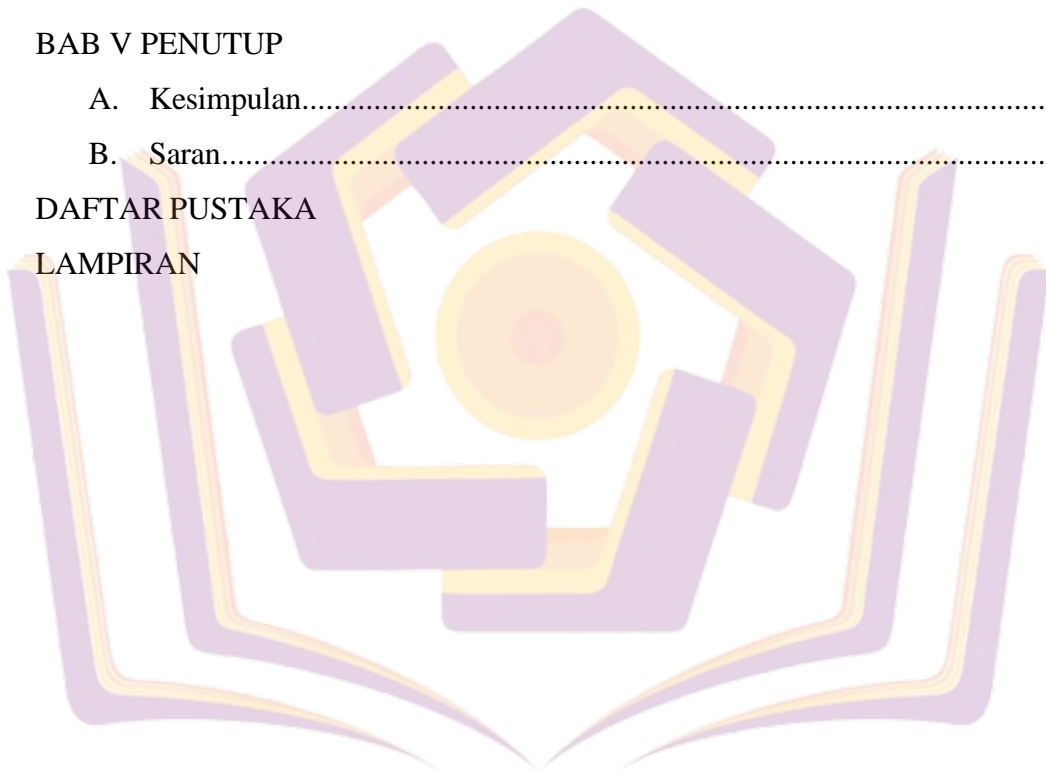 BAB V PENUTUP
A. Kesimpulan..............................................................................................
B. Saran........................................................................................................
DAFTAR PUSTAKA
LAMPIRAN